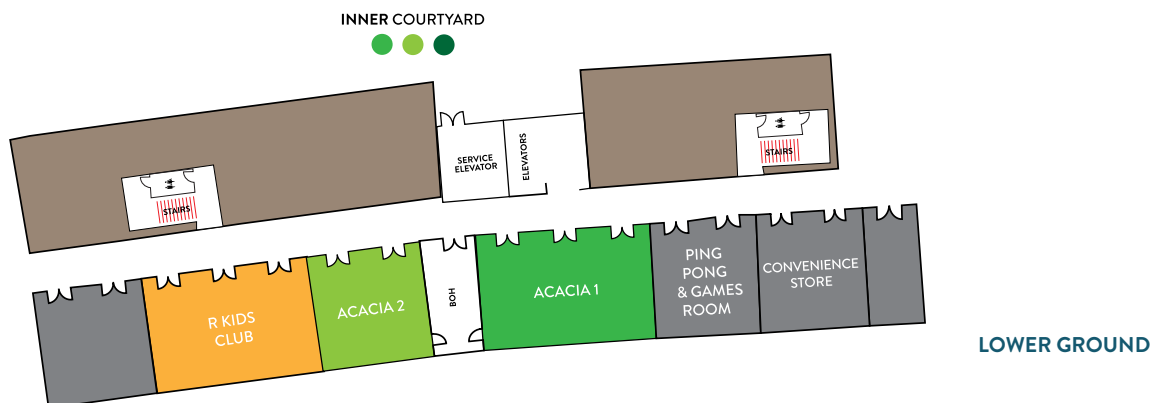 INNER COURTYARD
SERVICE
ELEVATOR
ELEVATORS
STAIRS
STAIRS
R KIDS
CLUB
ACACIA 2
BOH
ACACIA 1
PING
PONG
& GAMES
ROOM
CONVENIENCE
STORE
LOWER GROUND